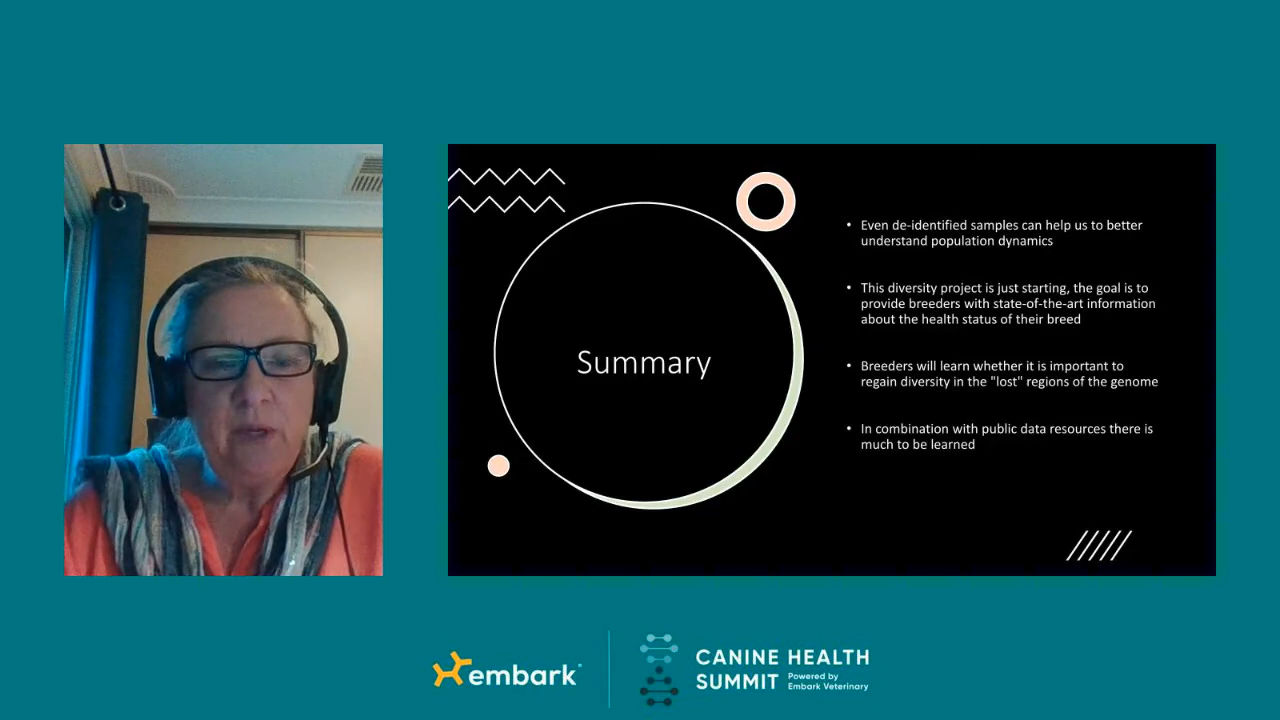 Summary
• Even de-identified samples can help us to better
understand population dynamics
• This diversity project is just starting, the goal is to
provide breeders with state-of-the-art information
about the health status of their breed
• Breeders will learn whether it is important to
regain diversity in the "lost" regions of the genome
• In combination with public data resources there is
much to be learned
embark
CANINE HEALTH
SUMMIT
Powered by
Embark Veterinary